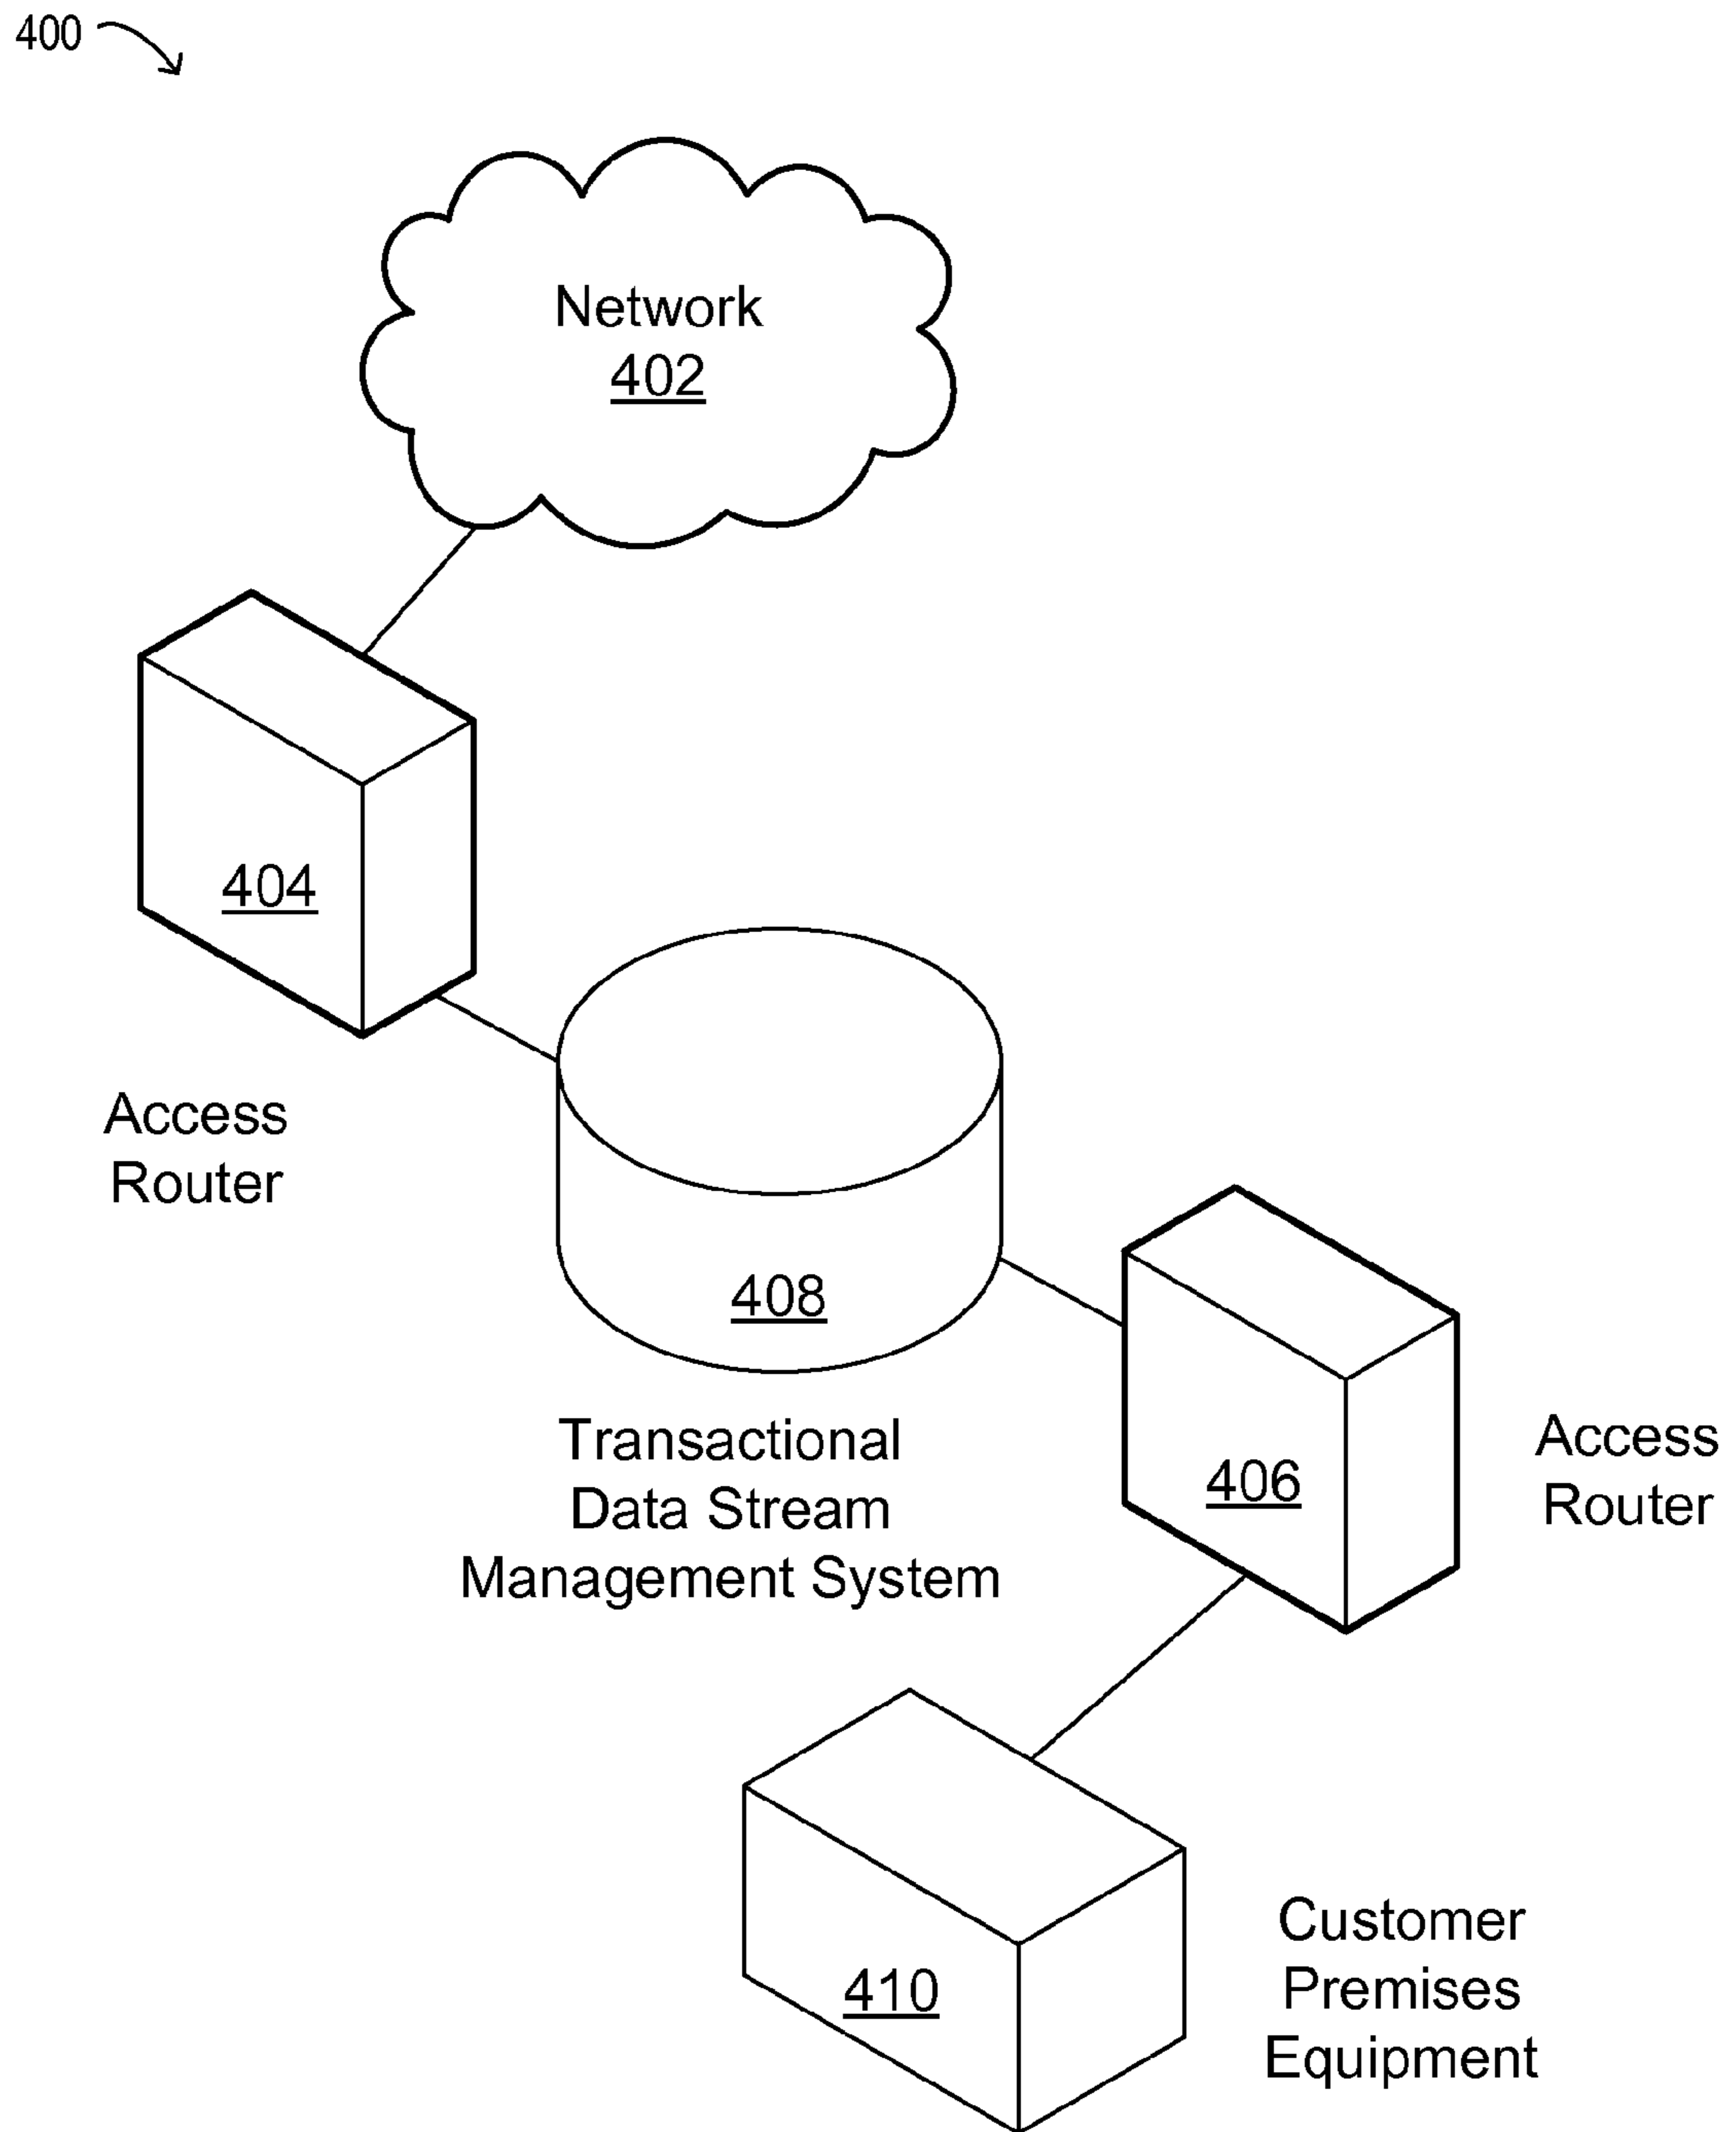 400
Network
402
404
Access
Router
408
Transactional
Data Stream
Management System
406
Access
Router
410
Customer
Premises
Equipment